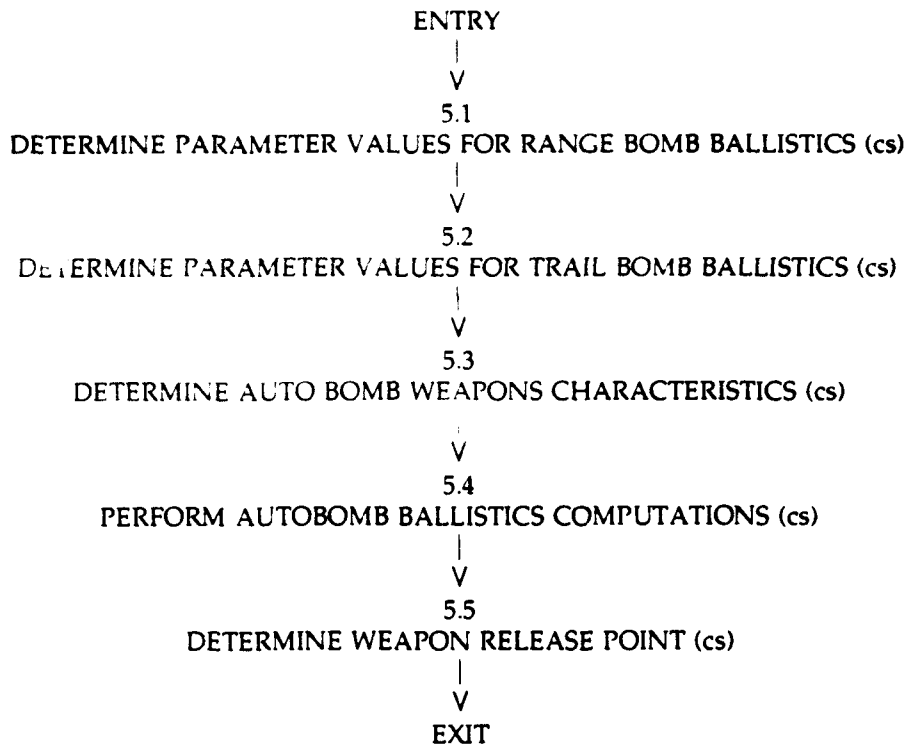 ENTRY
V
5.1
DETERMINE PARAMETER VALUES FOR RANGE BOMB BALLISTICS (cs)
V
5.2
DETERMINE PARAMETER VALUES FOR TRAIL BOMB BALLISTICS (cs)
V
5.3
DETERMINE AUTO BOMB WEAPONS CHARACTERISTICS (cs)
V
5.4
PERFORM AUTOBOMB BALLISTICS COMPUTATIONS (cs)
V
5.5
DETERMINE WEAPON RELEASE POINT (cs)
V
EXIT